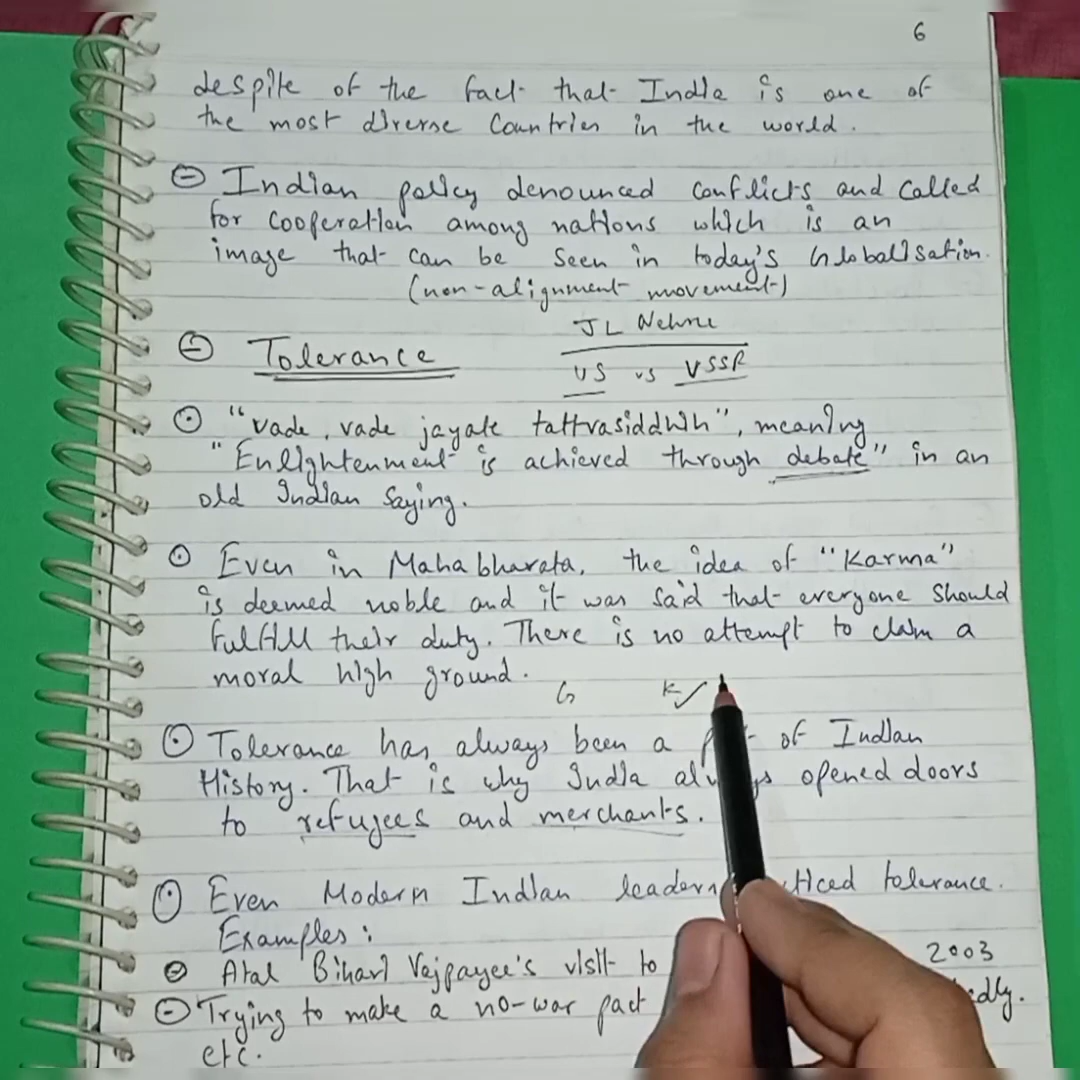 6
despite of the fact that India is one of
the most diverse Countries in the world.
Indian policy denounced conflicts and called
for cooperation among nations which is an
image that can be seen in today's Globalisation.
(non-alignment movement)
JL Nehru
Tolerance
US vs USSR
"vade, vade jayate tattvasiddhih", meaning
"Enlightenment is achieved through debate" in an
old Indian Saying.
Even in Mahabharata, the idea of "Karma"
is deemed noble and it was said that everyone should
fulfill their duty. There is no attempt to claim a
moral high ground.
G K
Tolerance has always been a of Indian
History. That is why India always opened doors
to refugees and merchants.
Even Modern Indian leaders tolerance.
Examples:
Atal Bihari Vajpayee's visit to 2003
Trying to make a no-war pact
etc.